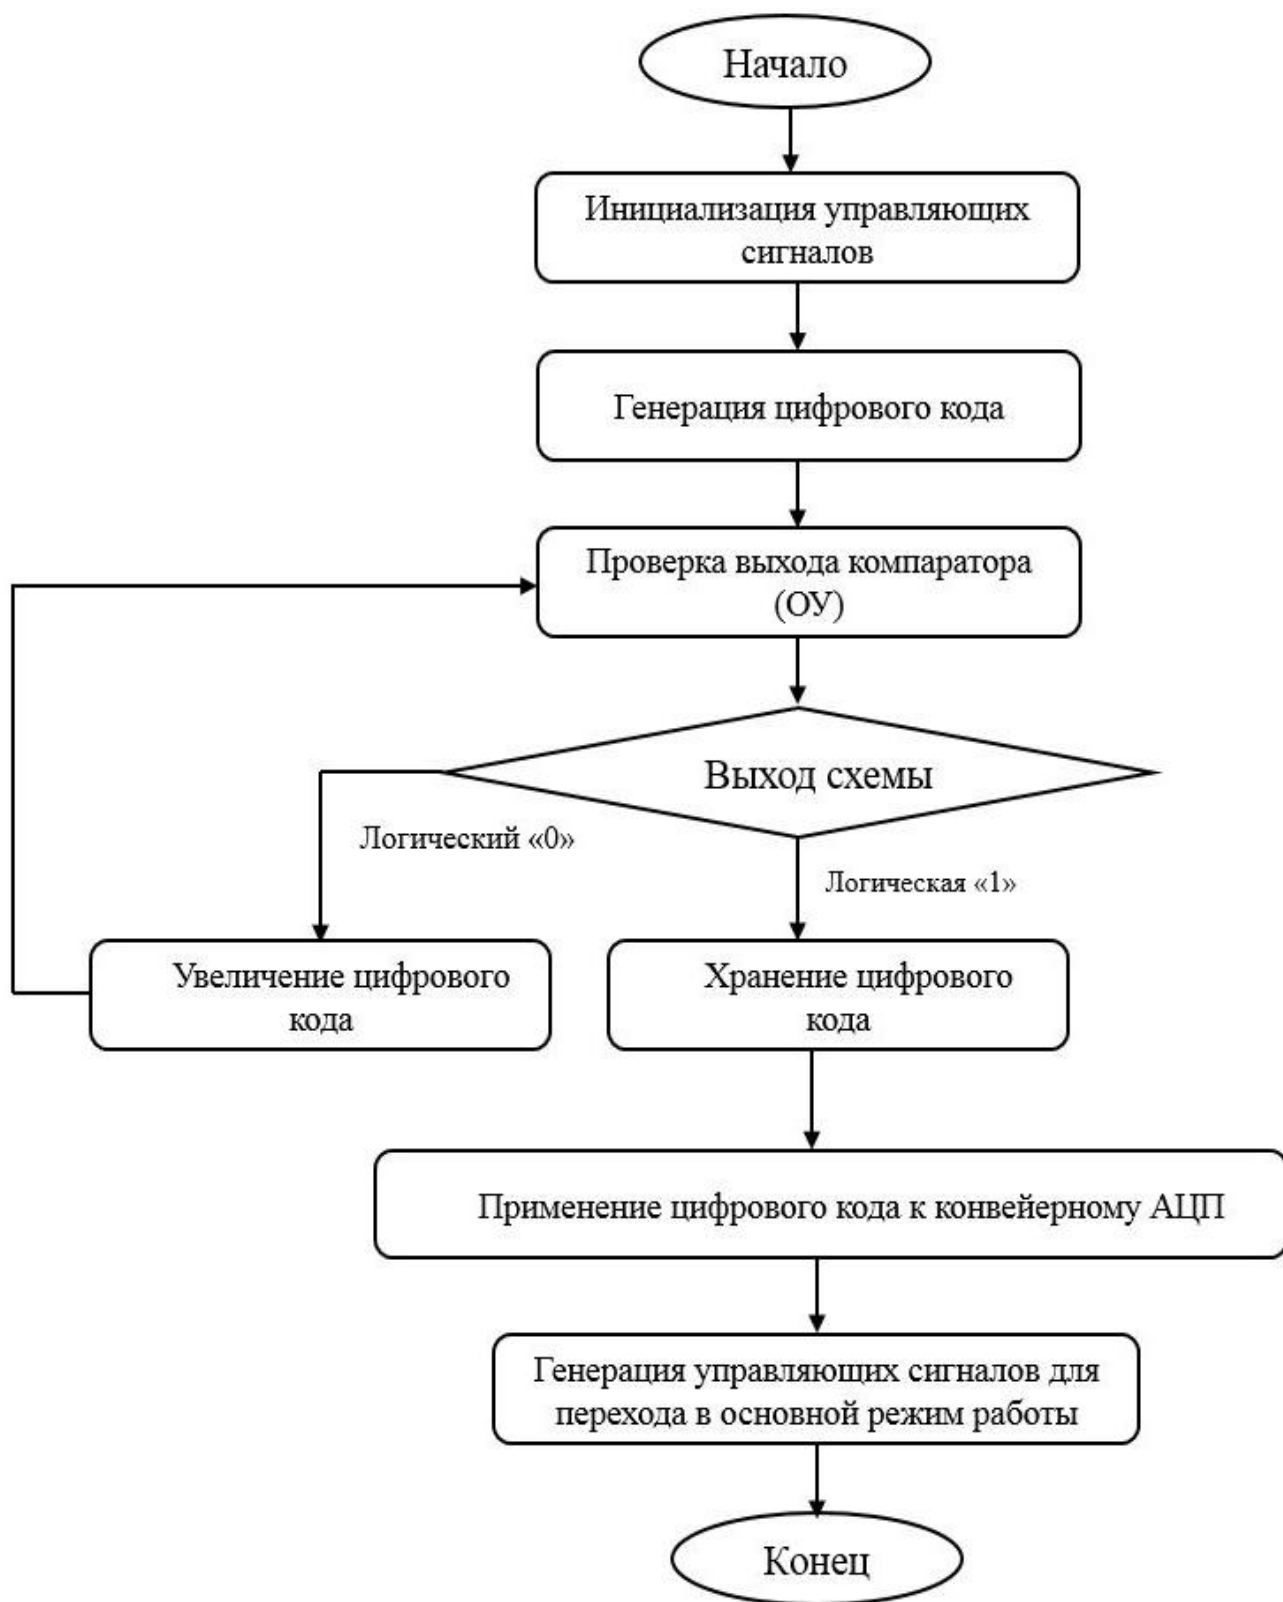 Начало
Инициализация управляющих
сигналов
Генерация цифрового кода
Проверка выхода компаратора
(ОУ)
Выход схемы
Логический «0»
Логическая «1»
Увеличение цифрового
кода
Хранение цифрового
кода
Применение цифрового кода к конвейерному АЦП
Генерация управляющих сигналов для
перехода в основной режим работы
Конец